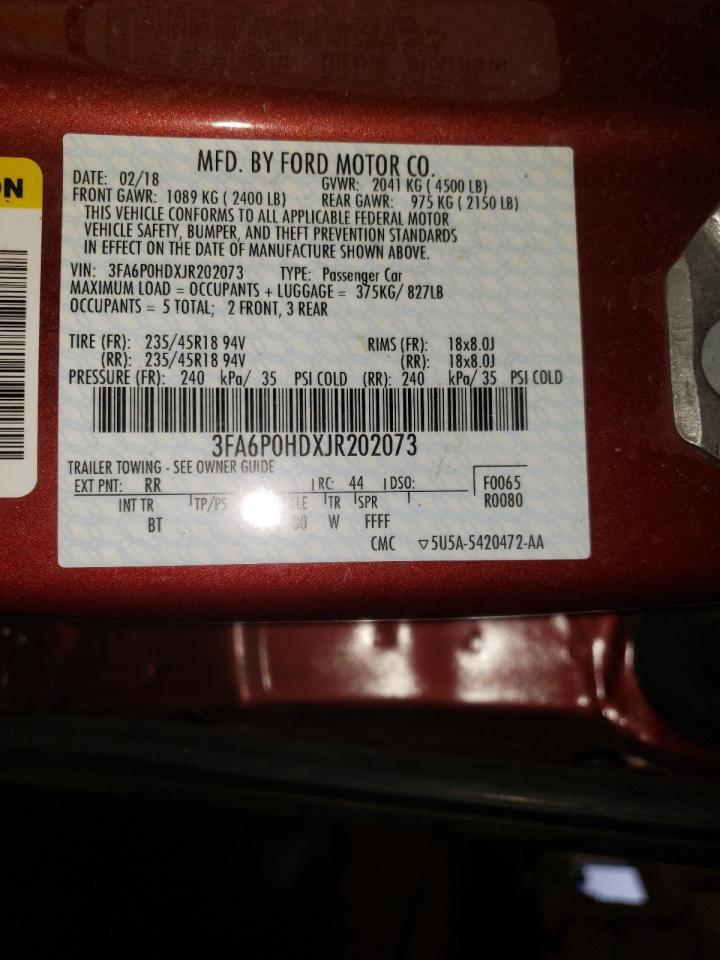 ON
MFD. BY FORD MOTOR CO.
DATE: 02/18 GVWR: 2041 KG ( 4500 LB)
FRONT GAWR: 1089 KG ( 2400 LB) REAR GAWR: 975 KG ( 2150 LB)
THIS VEHICLE CONFORMS TO ALL APPLICABLE FEDERAL MOTOR
VEHICLE SAFETY, BUMPER, AND THEFT PREVENTION STANDARDS
IN EFFECT ON THE DATE OF MANUFACTURE SHOWN ABOVE.
VIN: 3FA6P0HDXJR202073 TYPE: Passenger Car
MAXIMUM LOAD = OCCUPANTS + LUGGAGE = 375KG/ 827LB
OCCUPANTS = 5 TOTAL; 2 FRONT, 3 REAR
TIRE (FR): 235/45R18 94V RIMS (FR): 18x8.0J
(RR): 235/45R18 94V (RR): 18x8.0J
PRESSURE (FR): 240 kPa/ 35 PSI COLD (RR): 240 kPa/ 35 PSI COLD
3FA6P0HDXJR202073
TRAILER TOWING - SEE OWNER GUIDE
EXT PNT: RR RC: 44 DSO: F0065
R0080
INT TR TP/PS TR SPR
BT W FFFF
CMC ▽5U5A-5420472-AA